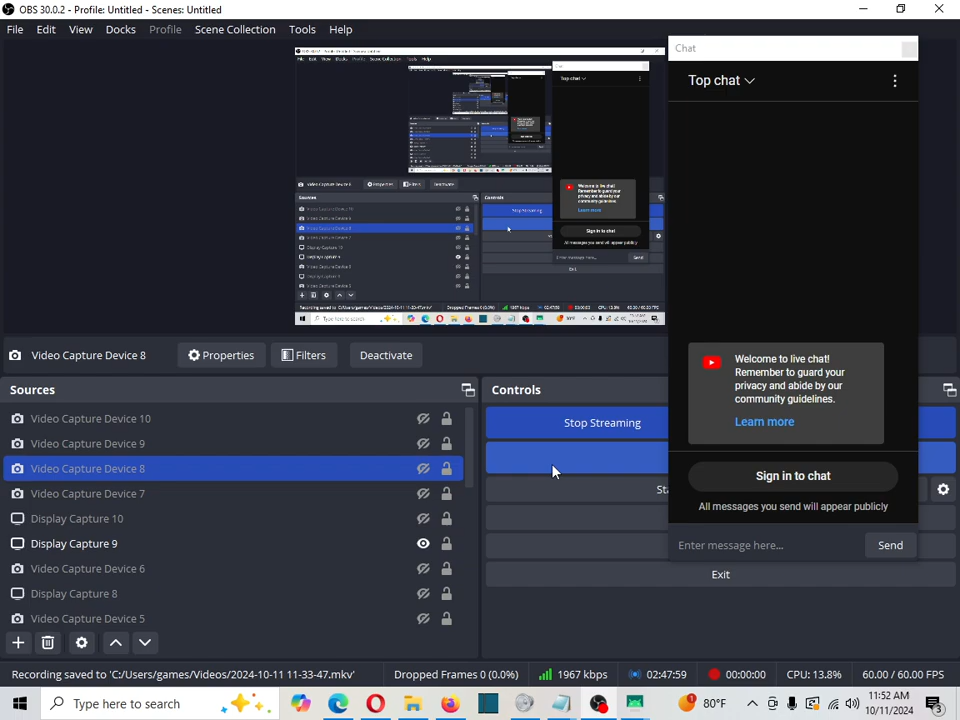 OBS 30.0.2 - Profile: Untitled - Scenes: Untitled
File Edit View Docks Profile Scene Collection Tools Help
Chat
Top chat
Welcome to live chat!
Remember to guard your
privacy and abide by our
community guidelines.
Learn more
Sign in to chat
All messages you send will appear publicly
Enter message here...
Send
Video Capture Device 8
Properties
Filters
Deactivate
Sources
Video Capture Device 10
Video Capture Device 9
Video Capture Device 8
Video Capture Device 7
Display Capture 10
Display Capture 9
Video Capture Device 6
Display Capture 8
Video Capture Device 5
Controls
Stop Streaming
Sta
Exit
Recording saved to 'C:/Users/games/Videos/2024-10-11 11-33-47.mkv'
Dropped Frames 0 (0.0%)
1967 kbps
02:47:59
00:00:00
CPU: 13.8%
60.00 / 60.00 FPS
Type here to search
80°F
11:52 AM
10/11/2024
3